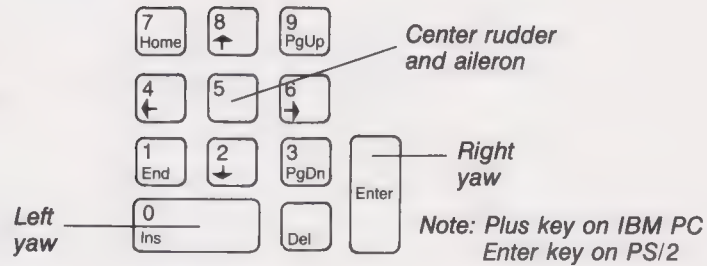 7
Home
8
↑
9
PgUp
Center rudder
and aileron
4
←
5
6
→
1
End
2
↓
3
PgDn
Enter
Right
yaw
Left
yaw
0
Ins
Del
Note: Plus key on IBM PC
Enter key on PS/2